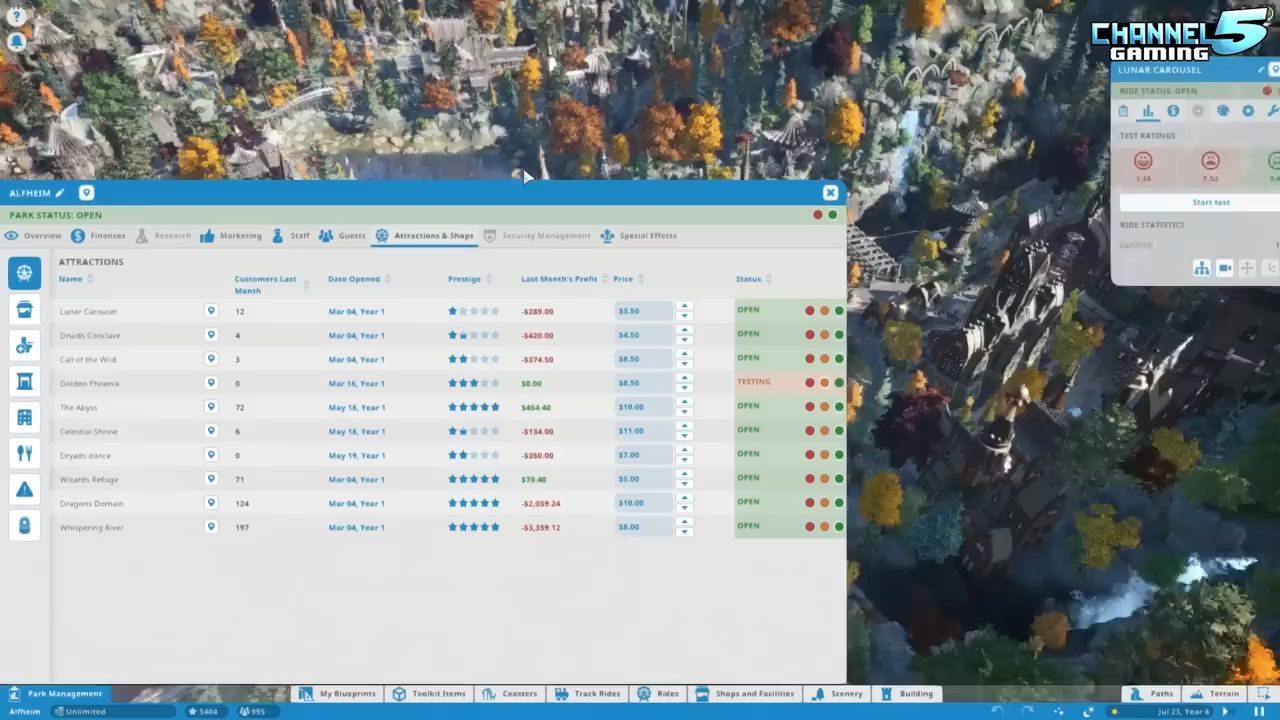 CHANNEL 5
GAMING
LUNAR CAROUSEL
RIDE STATUS: OPEN
TEST RATINGS
1.48
Start test
RIDE STATISTICS
Duration
ALFHEIM
PARK STATUS: OPEN
Overview Finances Research Marketing Staff Guests Attractions & Shops Security Management Special Effects
ATTRACTIONS
Name Customers Last Month Date Opened Prestige Last Month's Profit Price Status
Lunar Carousel 12 Mar 04, Year 1 -$289.00 $3.50 OPEN
Druids Conclave 4 Mar 04, Year 1 -$420.00 $4.50 OPEN
Call of the Wild 3 Mar 04, Year 1 -$374.50 $8.50 OPEN
Golden Phoenix 0 Mar 16, Year 1 $0.00 $8.50 TESTING
The Abyss 72 May 18, Year 1 $454.40 $10.00 OPEN
Celestial Shrine 6 May 18, Year 1 -$134.00 $11.00 OPEN
Dryads dance 0 May 19, Year 1 -$350.00 $7.00 OPEN
Wizards Refuge 71 Mar 04, Year 1 $70.40 $5.00 OPEN
Dragons Domain 124 Mar 04, Year 1 -$2,039.24 $10.00 OPEN
Whispering River 197 Mar 04, Year 1 -$3,339.12 $8.00 OPEN
Park Management My Blueprints Toolkit Items Coasters Track Rides Rides Shops and Facilities Scenery Building Paths Terrain
Alfheim Unlimited 5404 995 Jul 23, Year 6